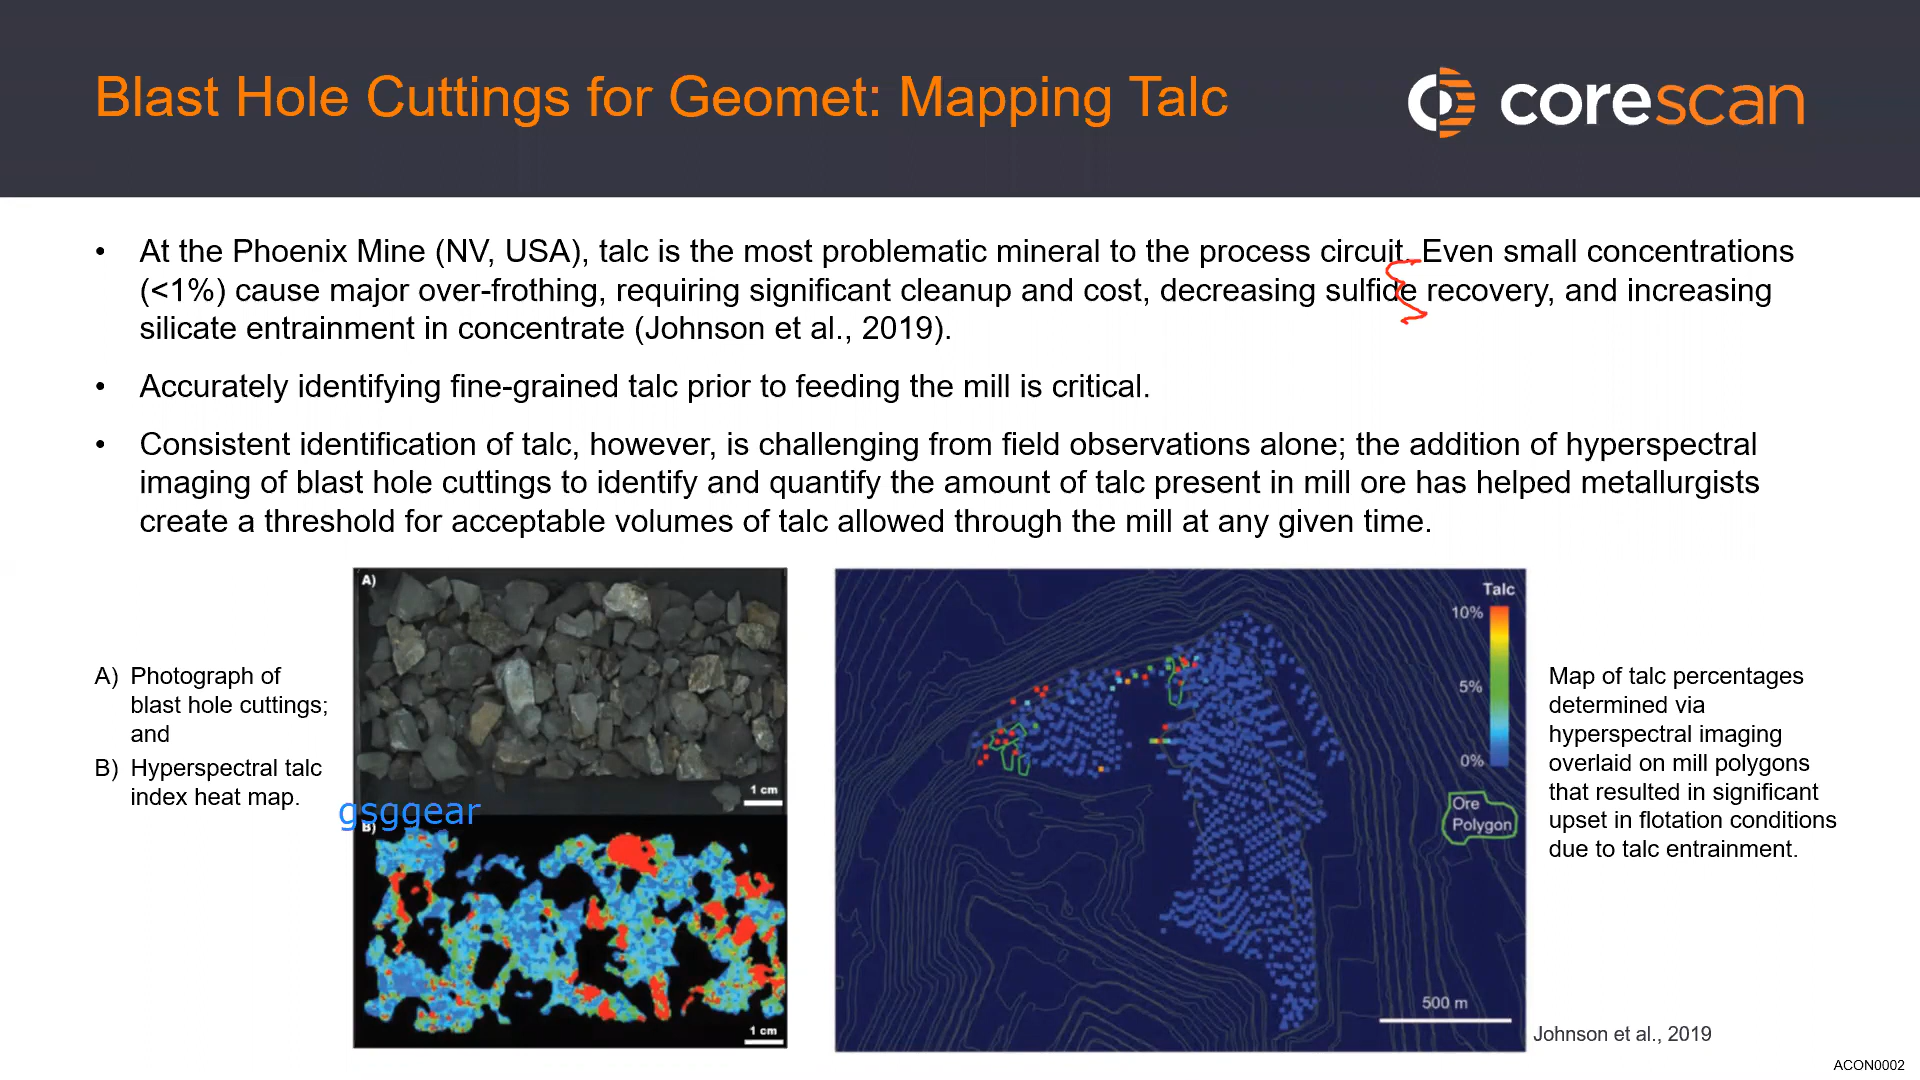 Blast Hole Cuttings for Geomet: Mapping Talc
corescan
• At the Phoenix Mine (NV, USA), talc is the most problematic mineral to the process circuit. Even small concentrations
(<1%) cause major over-frothing, requiring significant cleanup and cost, decreasing sulfide recovery, and increasing
silicate entrainment in concentrate (Johnson et al., 2019).
• Accurately identifying fine-grained talc prior to feeding the mill is critical.
• Consistent identification of talc, however, is challenging from field observations alone; the addition of hyperspectral
imaging of blast hole cuttings to identify and quantify the amount of talc present in mill ore has helped metallurgists
create a threshold for acceptable volumes of talc allowed through the mill at any given time.
A) Photograph of
blast hole cuttings;
and
B) Hyperspectral talc
index heat map.
A)
1 cm
gsggear
B)
1 cm
Talc
10%
5%
0%
Ore
Polygon
500 m
Map of talc percentages
determined via
hyperspectral imaging
overlaid on mill polygons
that resulted in significant
upset in flotation conditions
due to talc entrainment.
Johnson et al., 2019
ACON0002